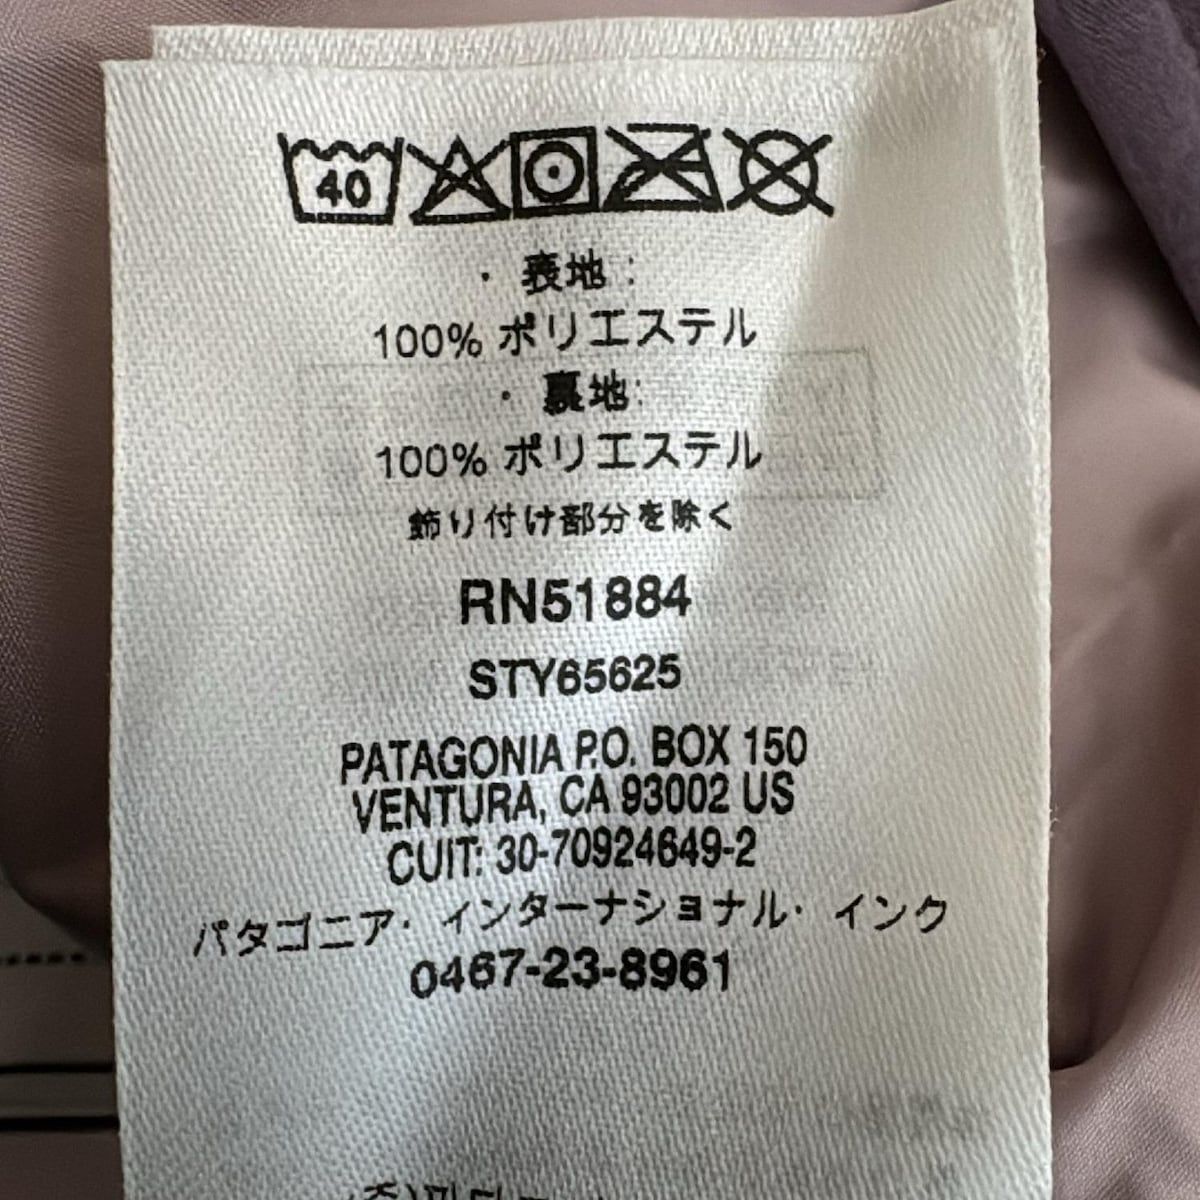 40
・表地:
100% ポリエステル
・裏地:
100% ポリエステル
飾り付け部分を除く
RN51884
STY65625
PATAGONIA P.O. BOX 150
VENTURA, CA 93002 US
CUIT: 30-70924649-2
パタゴニア・インターナショナル・インク
0467-23-8961